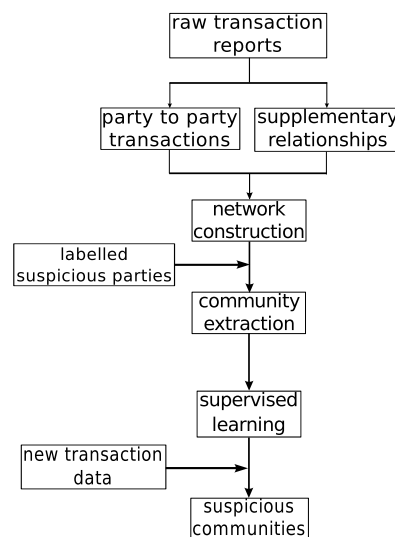 raw transaction
reports
party to party
transactions
supplementary
relationships
network
construction
labelled
suspicious parties
community
extraction
supervised
learning
new transaction
data
suspicious
communities